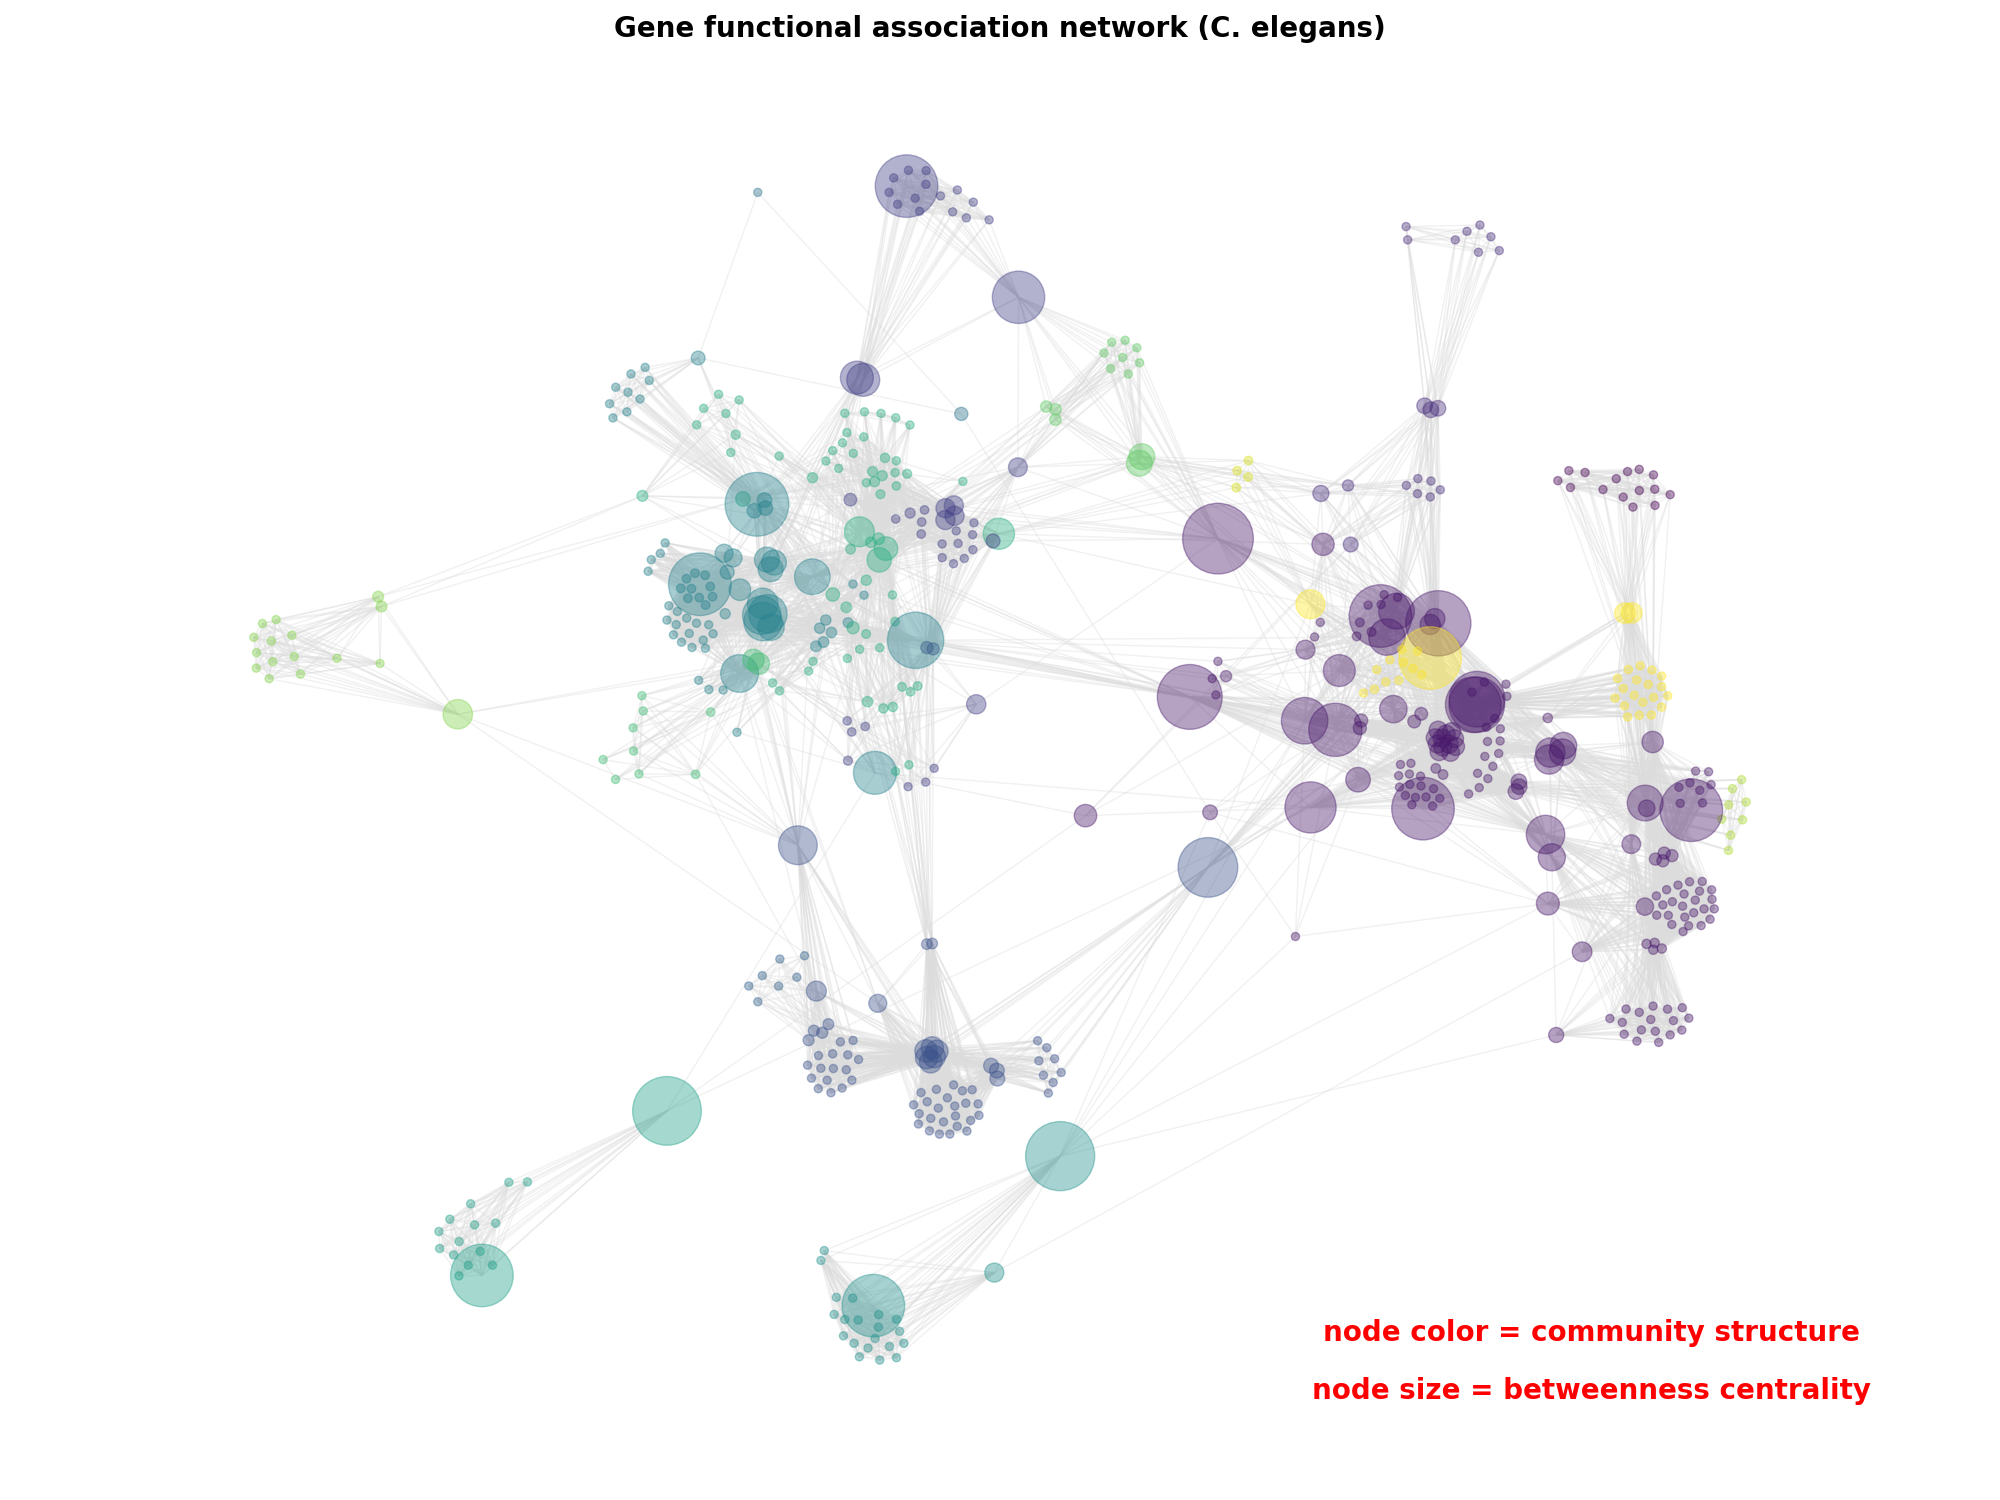 Gene functional association network (C. elegans)
node color = community structure
node size = betweenness centrality